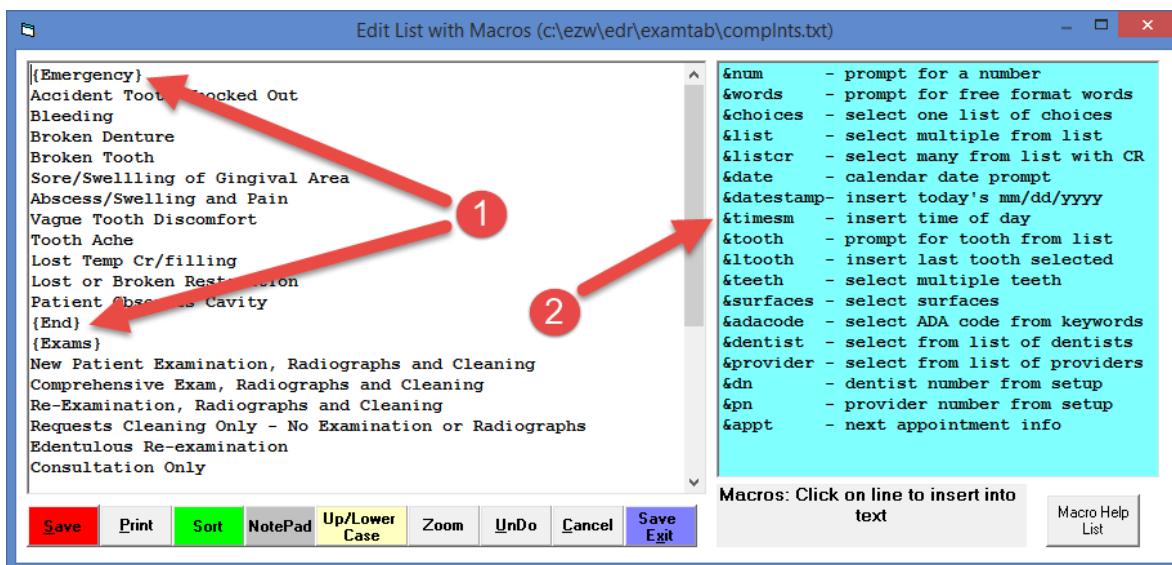 Edit List with Macros (c:\ezw\edr\examtab\complnts.txt)
{Emergency}
Accident Toot ocked Out
Bleeding
Broken Denture
Broken Tooth
Sore/Swellling of Gingival Area
Abscess/Swelling and Pain
Vague Tooth Discomfort
Tooth Ache
Lost Temp Cr/filling
Lost or Broken Rest ion
Patient Cavity
{End}
{Exams}
New Patient Examination, Radiographs and Cleaning
Comprehensive Exam, Radiographs and Cleaning
Re-Examination, Radiographs and Cleaning
Requests Cleaning Only - No Examination or Radiographs
Edentulous Re-examination
Consultation Only
1
2
&num - prompt for a number
&words - prompt for free format words
&choices - select one list of choices
&list - select multiple from list
&listcr - select many from list with CR
&date - calendar date prompt
&datestamp- insert today's mm/dd/yyyy
&timesm - insert time of day
&tooth - prompt for tooth from list
&ltooth - insert last tooth selected
&teeth - select multiple teeth
&surfaces - select surfaces
&adacode - select ADA code from keywords
&dentist - select from list of dentists
&provider - select from list of providers
&dn - dentist number from setup
&pn - provider number from setup
&appt - next appointment info
Macros: Click on line to insert into
text
Macro Help
List
Save
Print
Sort
NotePad
Up/Lower
Case
Zoom
UnDo
Cancel
Save
Exit